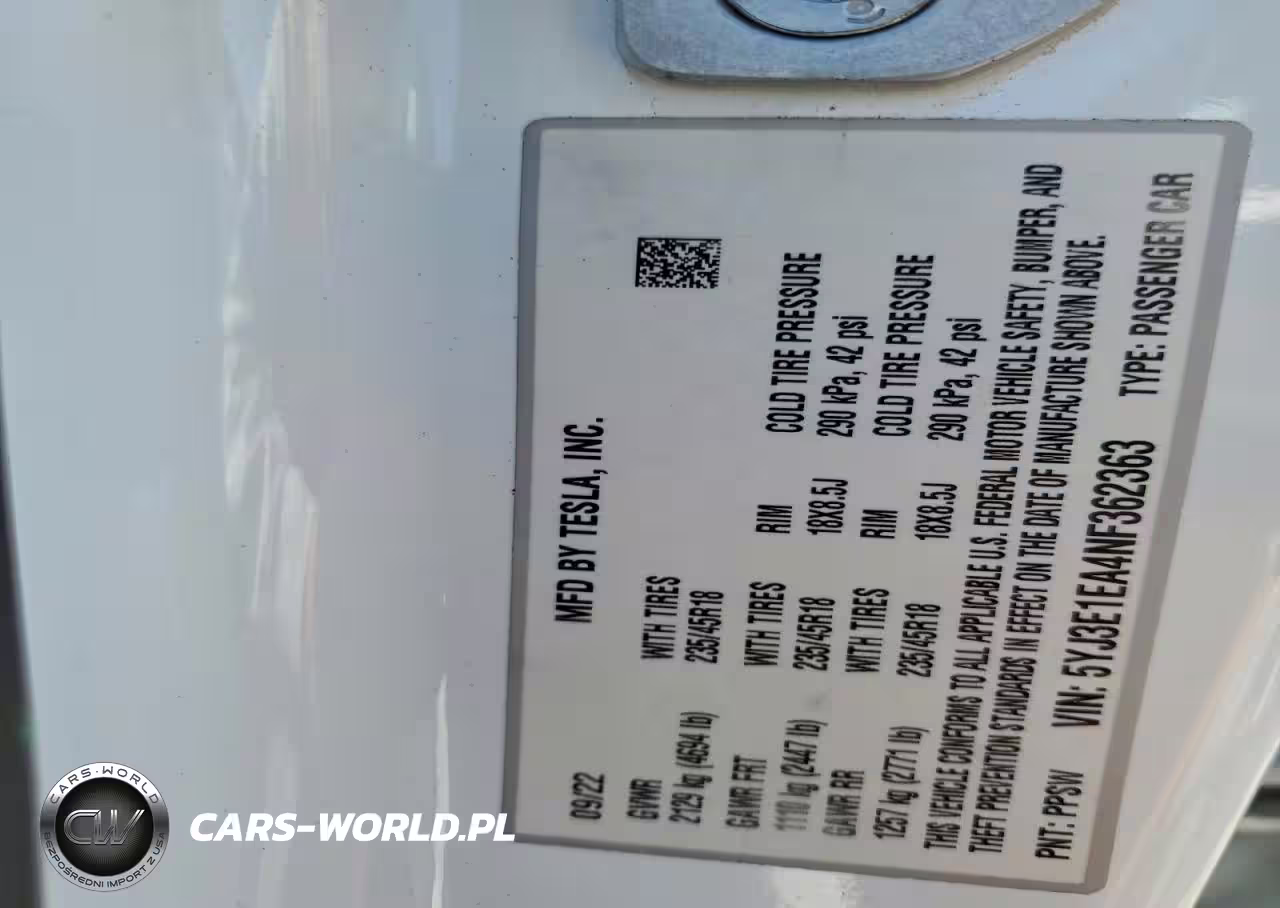 MFD BY TESLA, INC.
09/22
GVWR WITH TIRES
2129 kg (4694 lb) 235/45R18
GAWR FRT WITH TIRES RIM COLD TIRE PRESSURE
1110 kg (2447 lb) 235/45R18 18X8.5J 290 kPa, 42 psi
GAWR RR WITH TIRES RIM COLD TIRE PRESSURE
1257 kg (2771 lb) 235/45R18 18X8.5J 290 kPa, 42 psi
THIS VEHICLE CONFORMS TO ALL APPLICABLE U.S. FEDERAL MOTOR VEHICLE SAFETY, BUMPER, AND
THEFT PREVENTION STANDARDS IN EFFECT ON THE DATE OF MANUFACTURE SHOWN ABOVE.
PNT: PPSW VIN: 5YJ3E1EA4NF362363 TYPE: PASSENGER CAR
CARS-WORLD
CW
BEZPOŚREDNI IMPORT Z USA
CARS-WORLD.PL